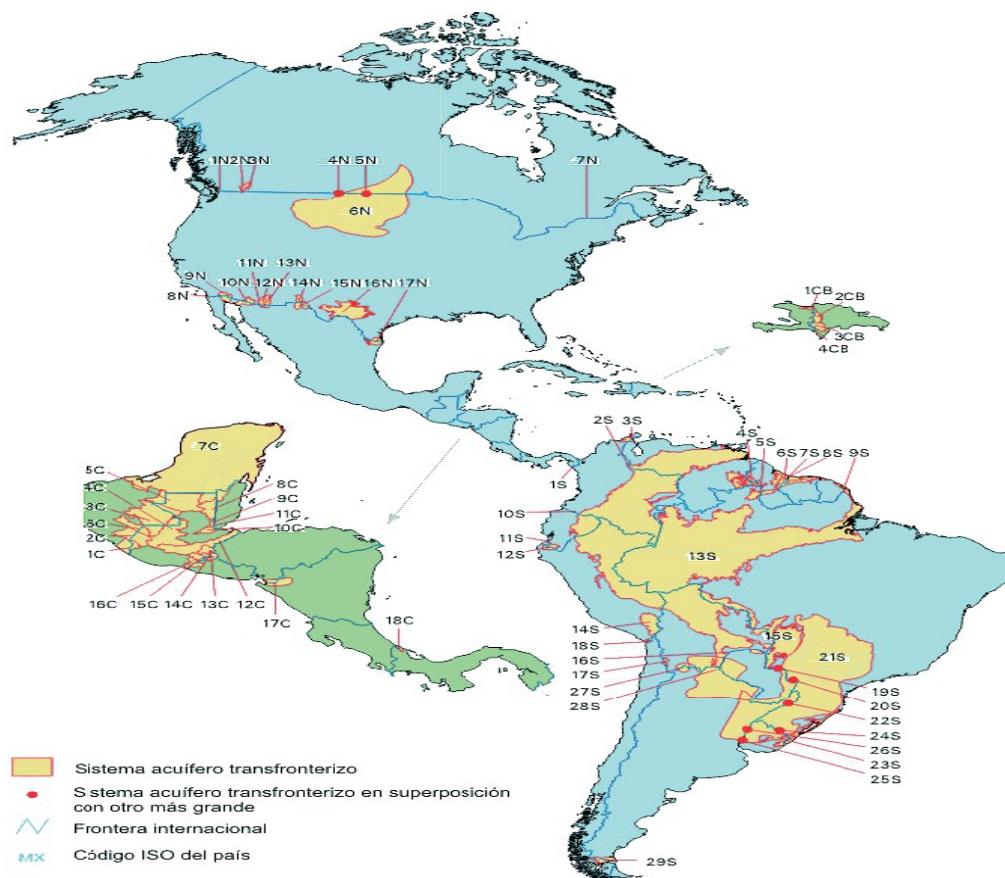 1N2N3N
4N 5N
7N
6N
11N 13N
9N 10N 12N 14N 15N 16N 17N
8N
1CB
2CB
3CB
4CB
7C
5C
4C
3C
6C
2C
1C
8C
9C
11C
10C
16C 15C 14C 13C 12C
17C
18C
2S 3S
4S
5S
6S 7S 8S 9S
1S
10S
11S
12S
13S
14S
18S
16S
17S
27S
28S
15S
21S
19S
20S
22S
24S
26S
23S
25S
29S
Sistema acuífero transfronterizo
S stema acuífero transfronterizo en superposición
con otro más grande
Frontera internacional
MX Código ISO del país